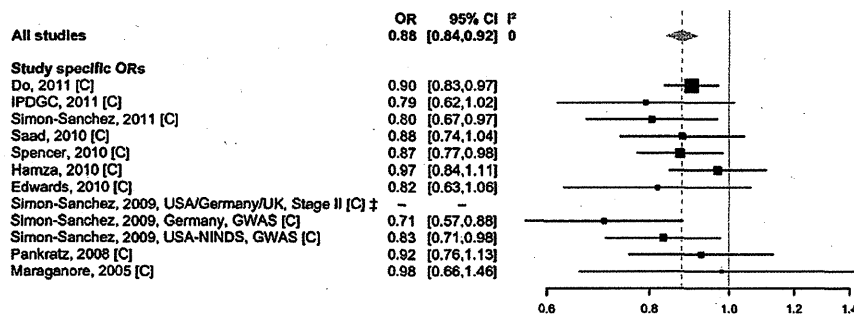 OR 95% CI I²
All studies 0.88 [0.84,0.92] 0
Study specific ORs
Do, 2011 [C] 0.90 [0.83,0.97]
IPDGC, 2011 [C] 0.79 [0.62,1.02]
Simon-Sanchez, 2011 [C] 0.80 [0.67,0.97]
Saad, 2010 [C] 0.88 [0.74,1.04]
Spencer, 2010 [C] 0.87 [0.77,0.98]
Hamza, 2010 [C] 0.97 [0.84,1.11]
Edwards, 2010 [C] 0.82 [0.63,1.06]
Simon-Sanchez, 2009, USA/Germany/UK, Stage II [C] ‡ – –
Simon-Sanchez, 2009, Germany, GWAS [C] 0.71 [0.57,0.88]
Simon-Sanchez, 2009, USA-NINDS, GWAS [C] 0.83 [0.71,0.98]
Pankratz, 2008 [C] 0.92 [0.76,1.13]
Maraganore, 2005 [C] 0.98 [0.66,1.46]
0.6 0.8 1.0 1.2 1.4